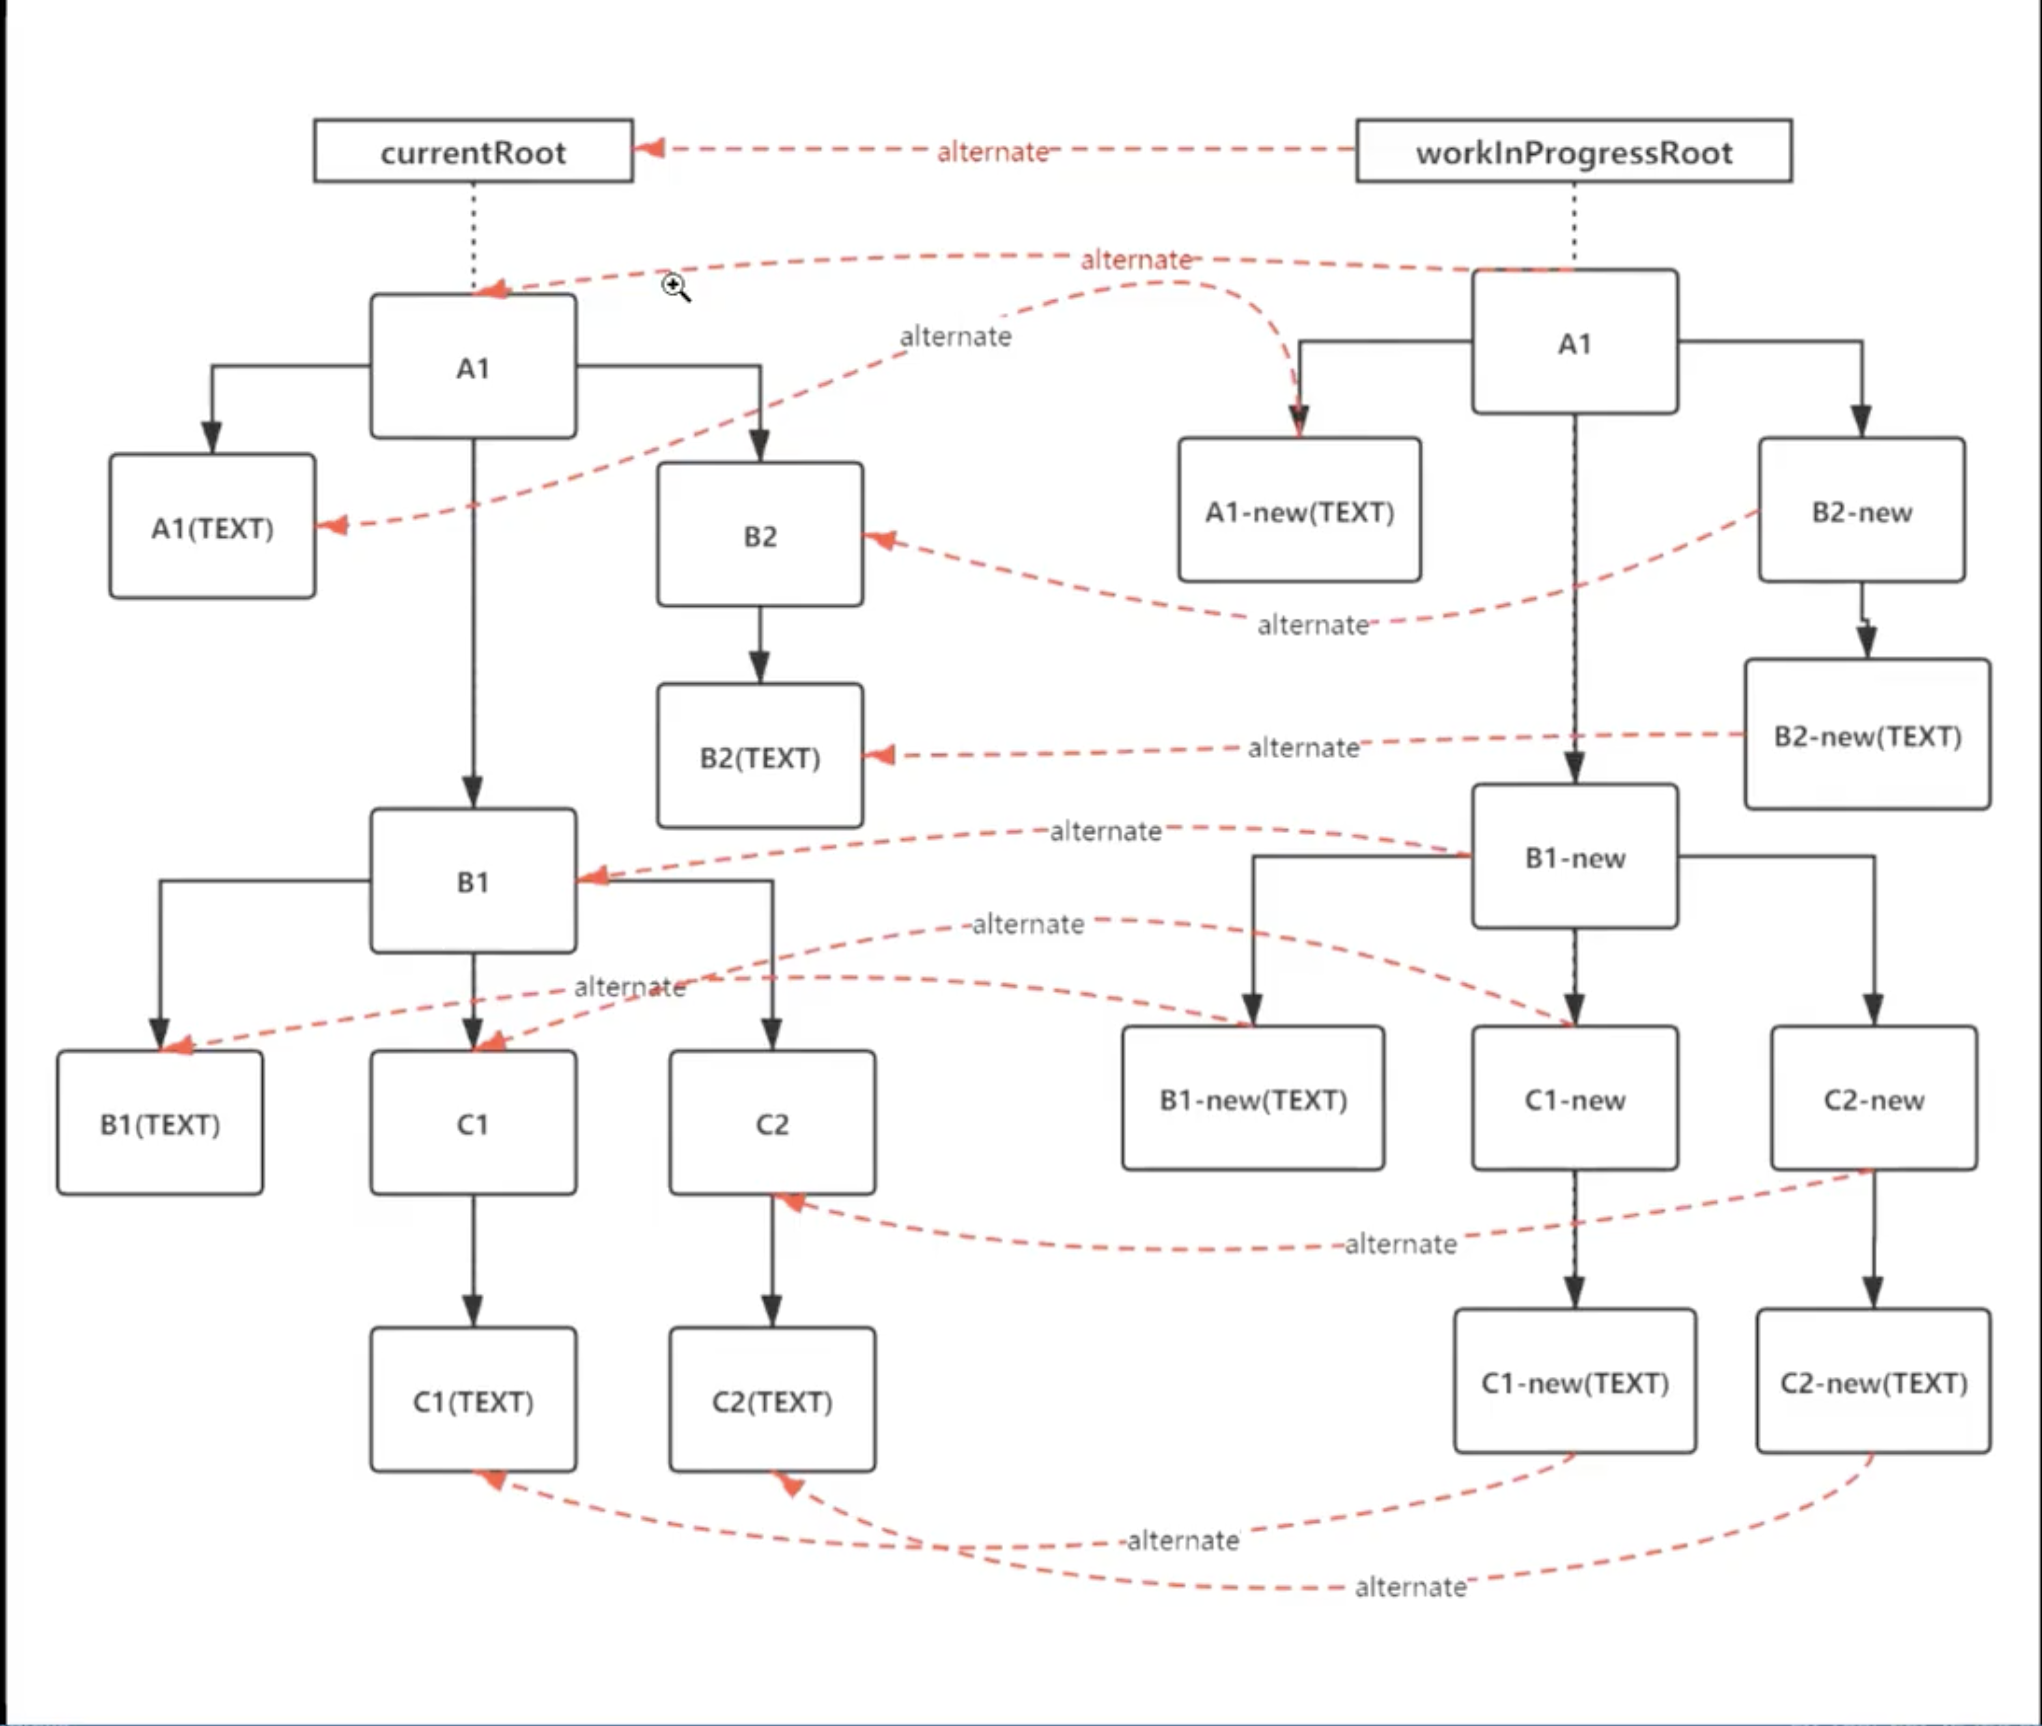 currentRoot
alternate
workInProgressRoot
alternate
alternate
A1
A1
A1(TEXT)
B2
A1-new(TEXT)
B2-new
alternate
B2(TEXT)
alternate
B2-new(TEXT)
alternate
B1
B1-new
alternate
alternate
B1(TEXT)
C1
C2
B1-new(TEXT)
C1-new
C2-new
alternate
C1(TEXT)
C2(TEXT)
C1-new(TEXT)
C2-new(TEXT)
alternate
alternate